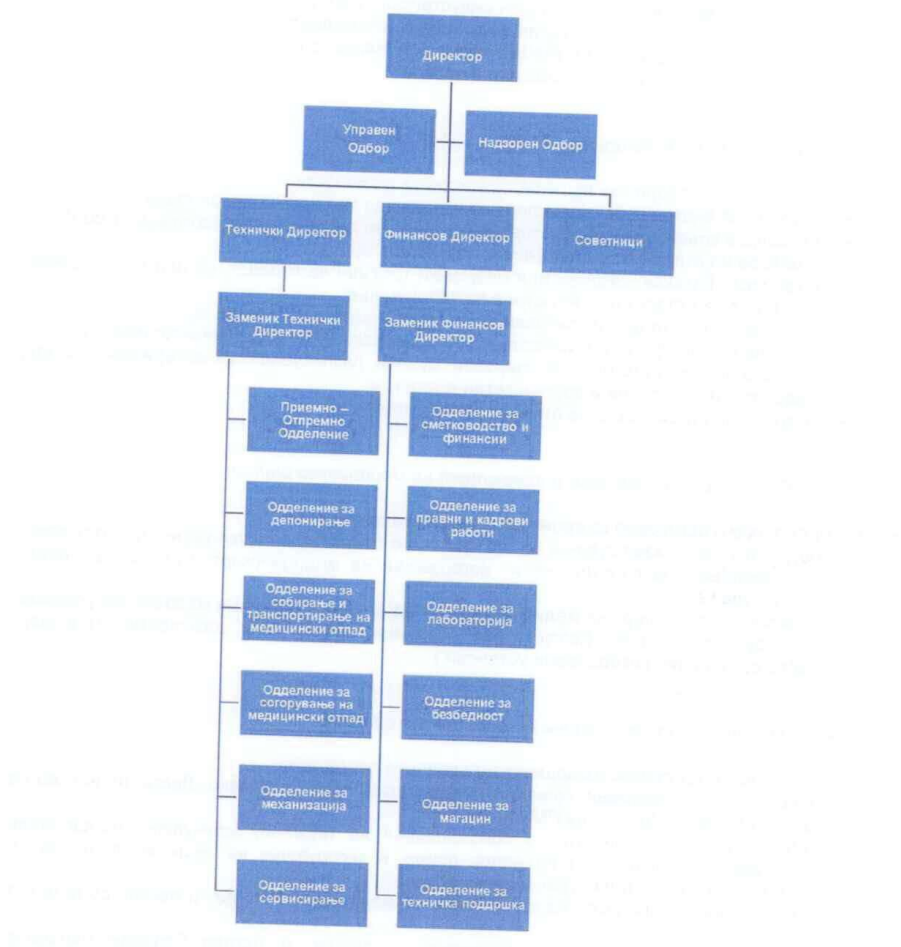 Директор
Управен
Одбор
Надзорен Одбор
Технички Директор
Финансов Директор
Советници
Заменик Технички
Директор
Заменик Финансов
Директор
Приемно –
Отпремно
Одделение
Одделение за
сметководство и
финансии
Одделение за
депонирање
Одделение за
правни и кадрови
работи
Одделение за
собирање и
транспортирање на
медицински отпад
Одделение за
лабораторија
Одделение за
согорување на
медицински отпад
Одделение за
безбедност
Одделение за
механизација
Одделение за
магацин
Одделение за
сервисирање
Одделение за
техничка поддршка